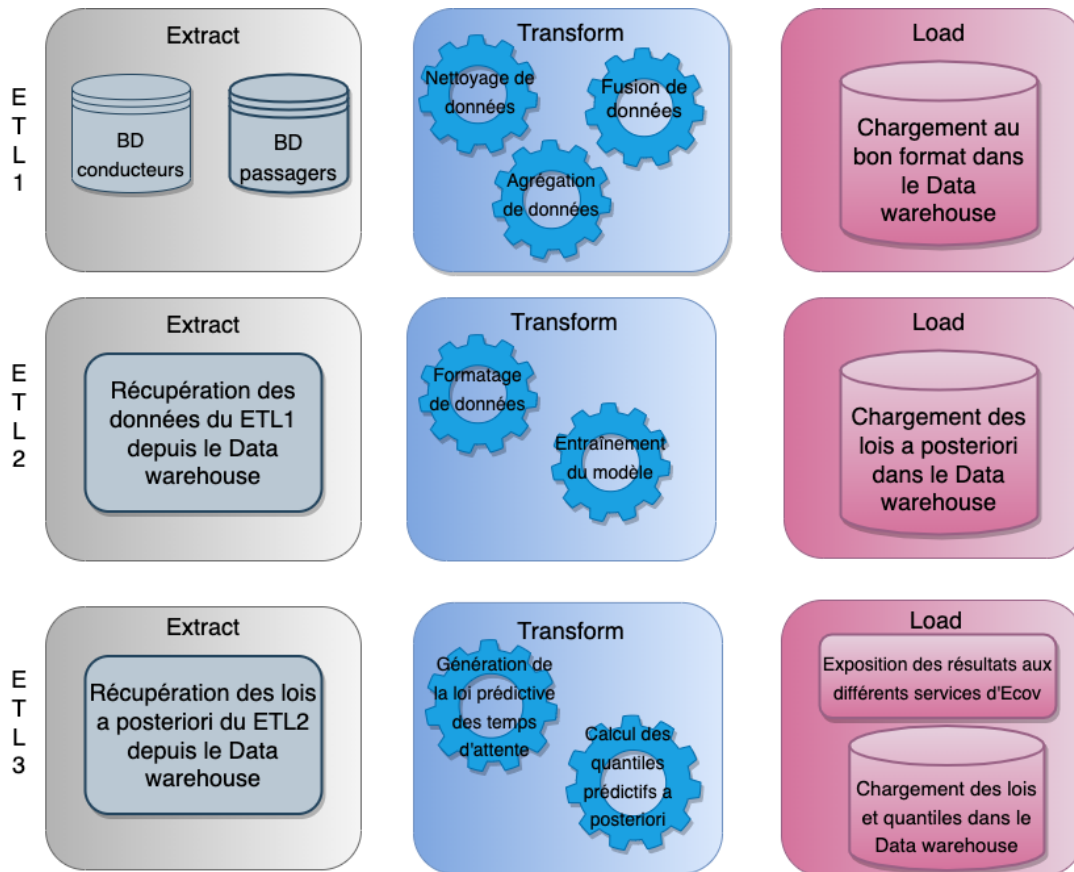 E
T
L
1
Extract
BD
conducteurs
BD
passagers
Transform
Nettoyage de
données
Fusion de
données
Agrégation
de données
Load
Chargement au
bon format dans
le Data
warehouse
E
T
L
2
Extract
Récupération des
données du ETL1
depuis le Data
warehouse
Transform
Formatage
de données
Entraînement
du modèle
Load
Chargement des
lois a posteriori
dans le Data
warehouse
E
T
L
3
Extract
Récupération des lois
a posteriori du ETL2
depuis le Data
warehouse
Transform
Génération de
la loi prédictive
des temps
d'attente
Calcul des
quantiles
prédictifs a
posteriori
Load
Exposition des résultats aux
différents services d'Ecov
Chargement des lois
et quantiles dans le
Data warehouse